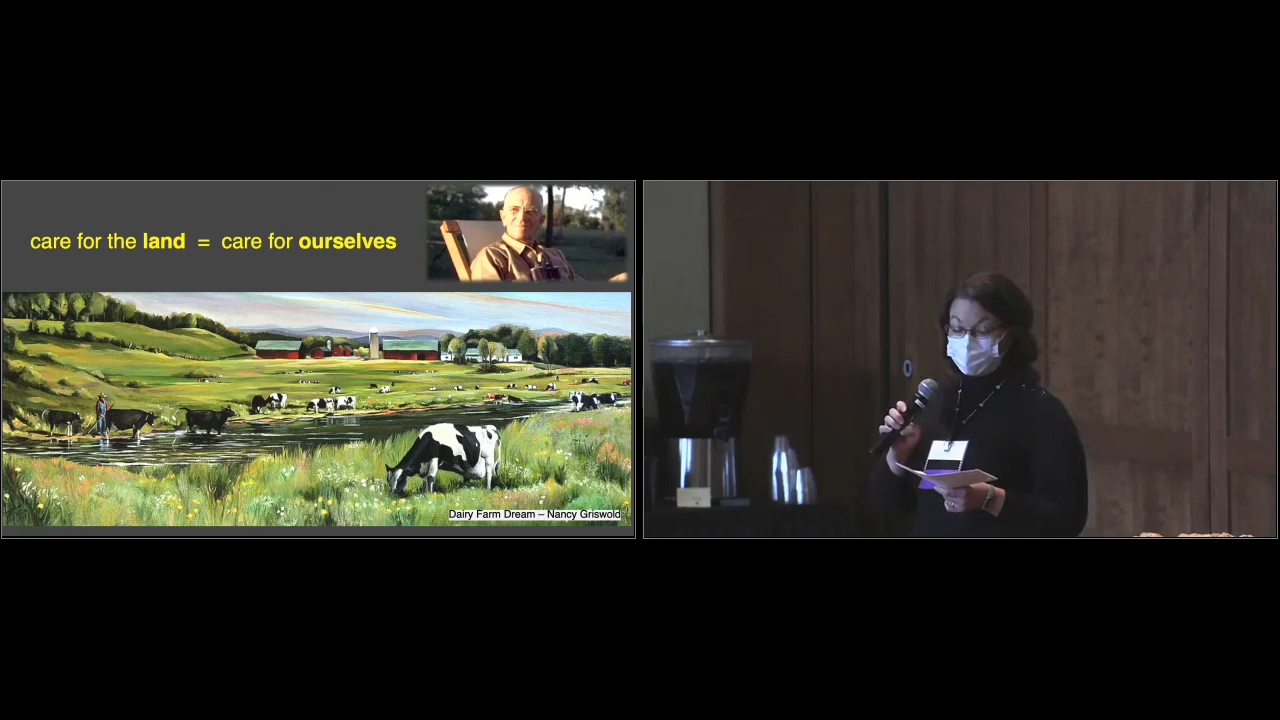 care for the land = care for ourselves
Dairy Farm Dream – Nancy Griswold